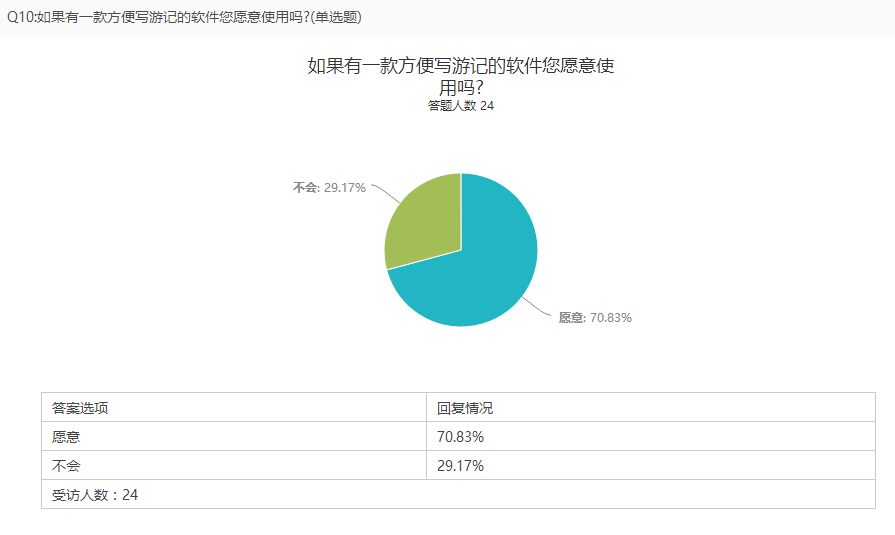 Q10:如果有一款方便写游记的软件您愿意使用吗?(单选题)
如果有一款方便写游记的软件您愿意使
用吗?
答题人数 24
不会: 29.17%
愿意: 70.83%
答案选项 回复情况
愿意 70.83%
不会 29.17%
受访人数：24